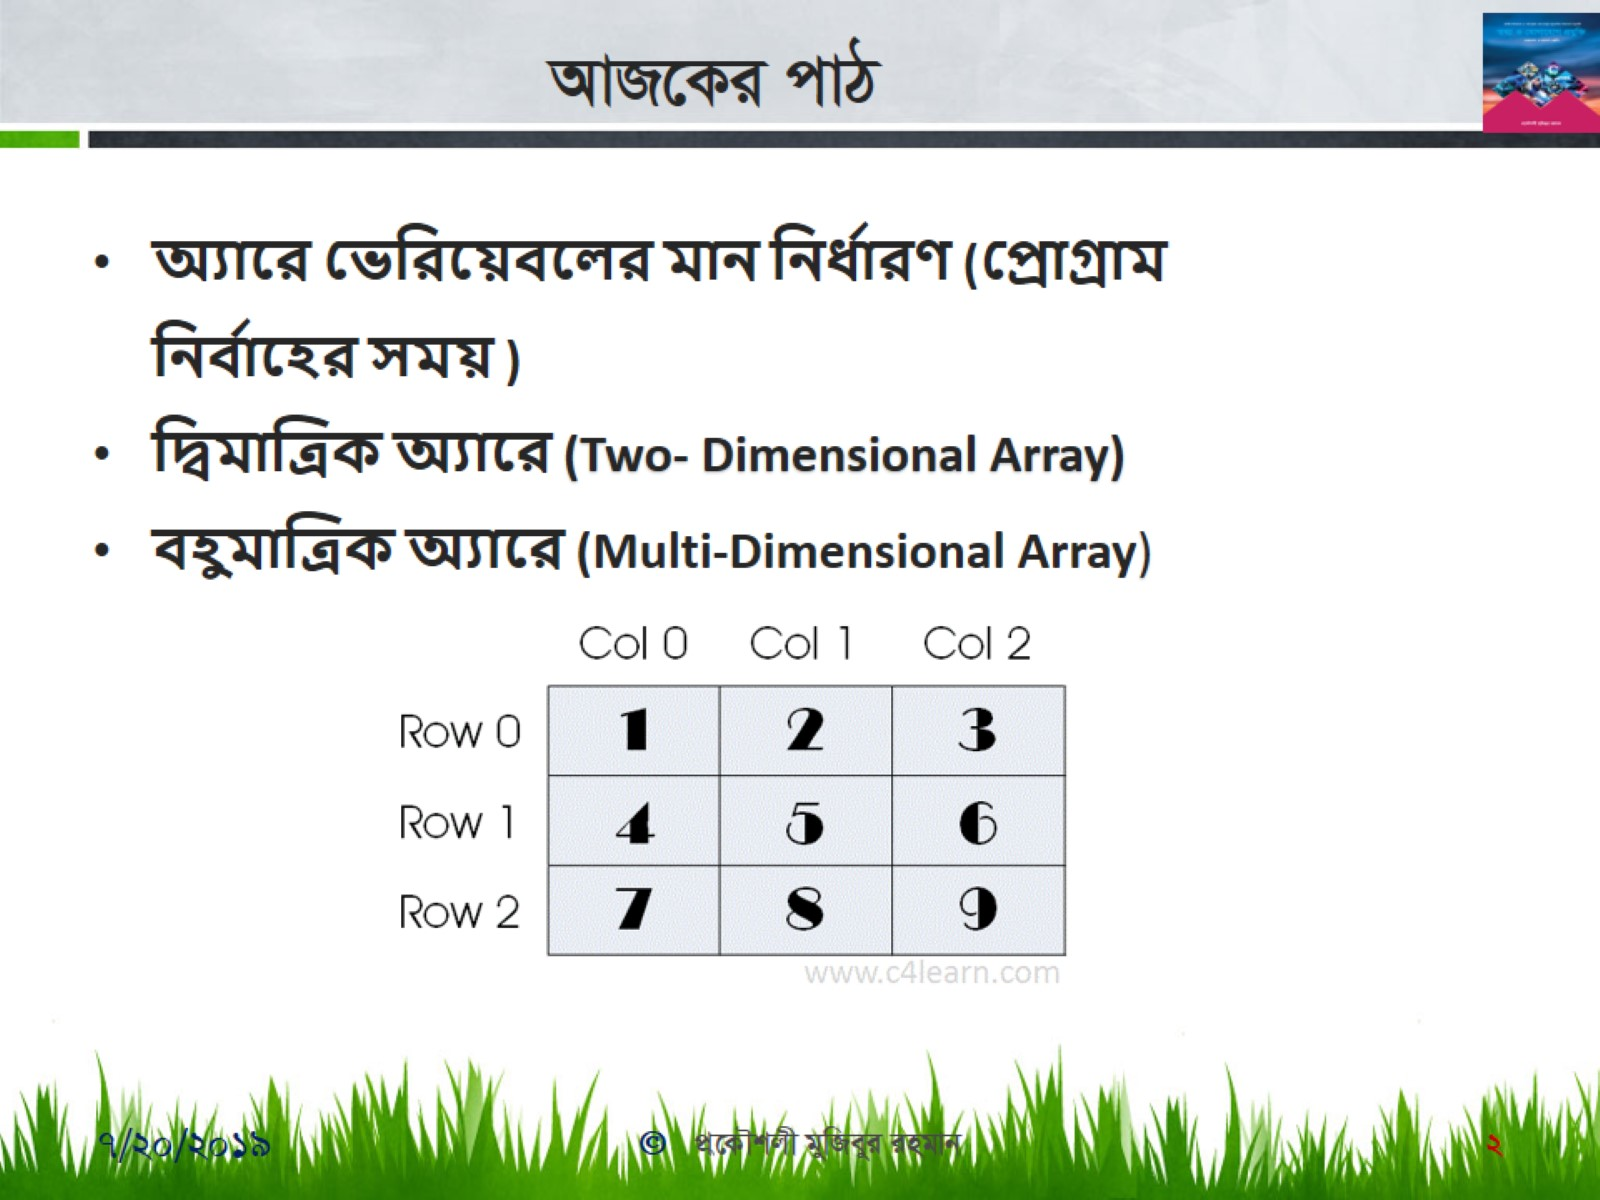 আজকের পাঠ
• অ্যারে ভেরিয়েবলের মান নির্ধারণ (প্রোগ্রাম
নির্বাহের সময় )
• দ্বিমাত্রিক অ্যারে (Two- Dimensional Array)
• বহুমাত্রিক অ্যারে (Multi-Dimensional Array)
Col 0 Col 1 Col 2
Row 0 1 2 3
Row 1 4 5 6
Row 2 7 8 9
www.c4learn.com
৭/২০/২০১৯ © প্রকৌশলী মুজিবুর রহমান ২